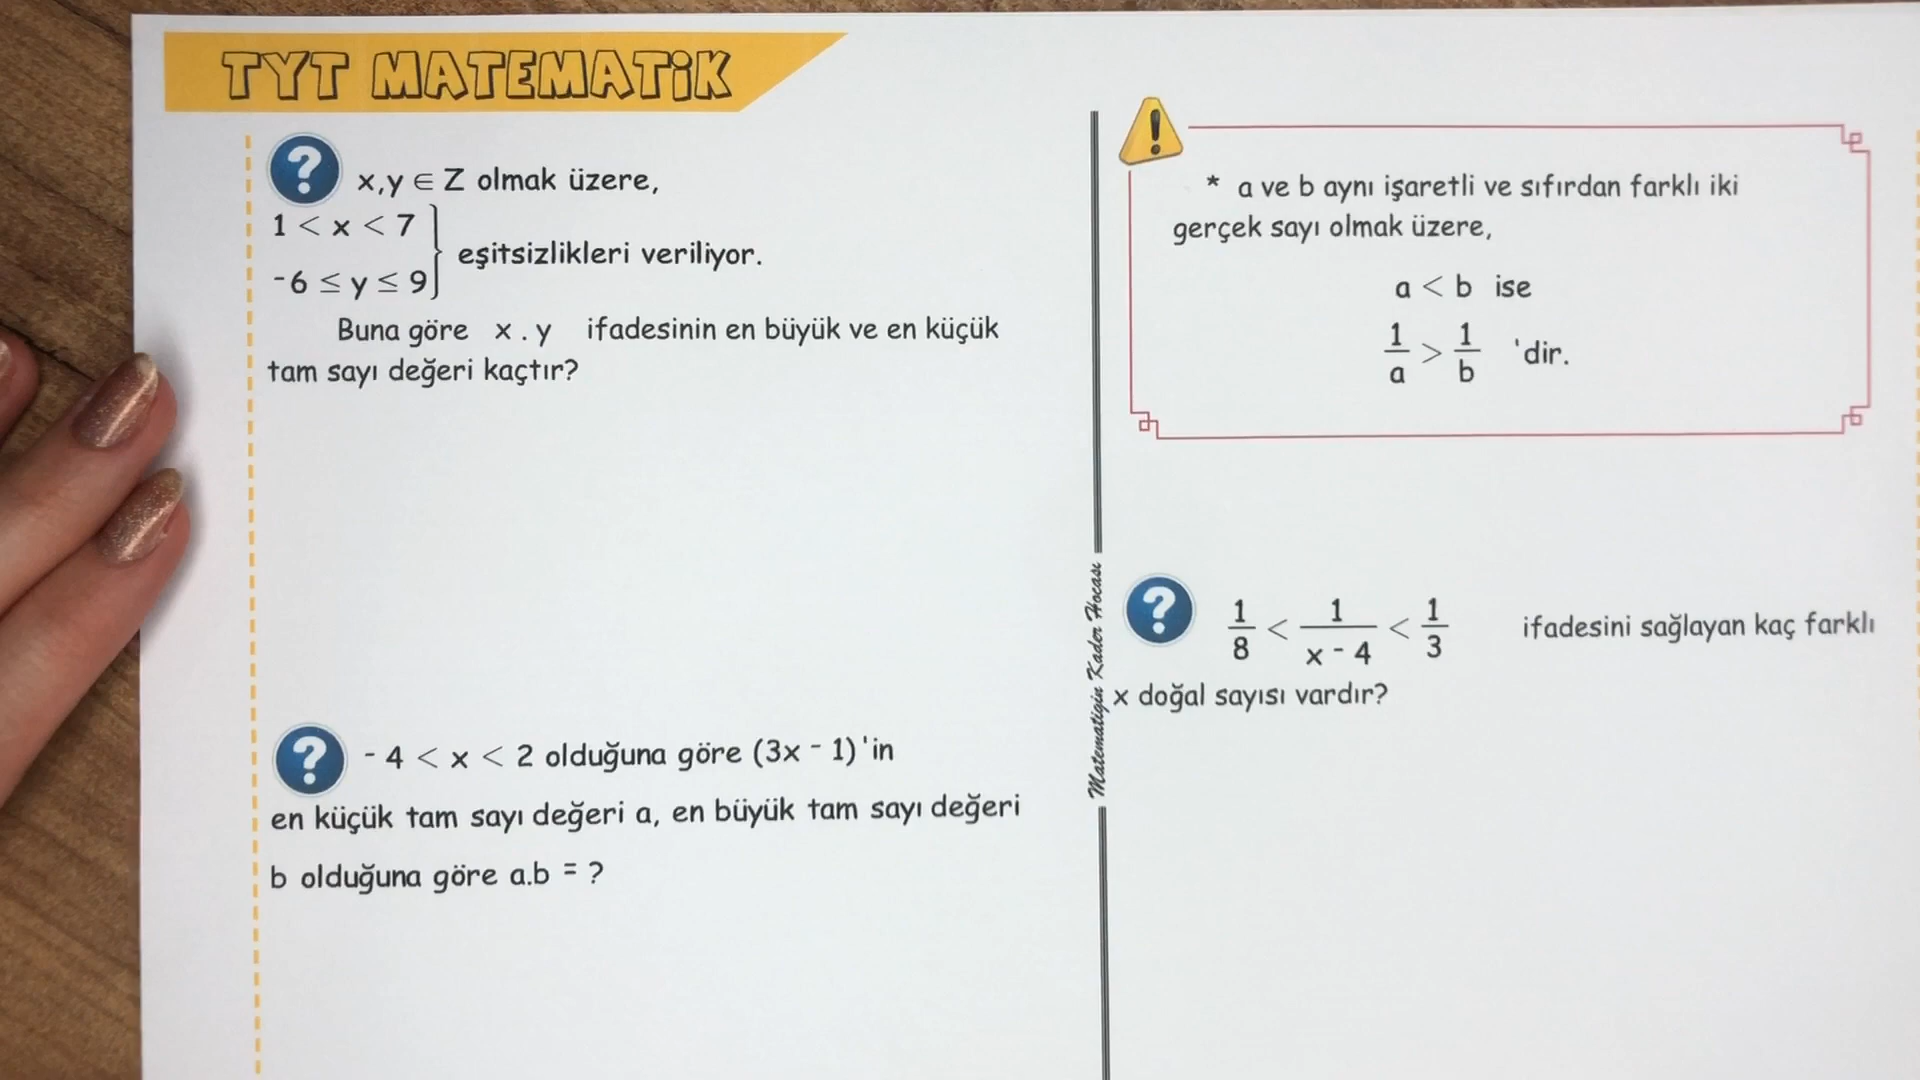 TYT MATEMATİK
x,y ∈ Z olmak üzere,
1 < x < 7
-6 ≤ y ≤ 9 } eşitsizlikleri veriliyor.
Buna göre x . y ifadesinin en büyük ve en küçük
tam sayı değeri kaçtır?
- 4 < x < 2 olduğuna göre (3x - 1)'in
en küçük tam sayı değeri a, en büyük tam sayı değeri
b olduğuna göre a.b = ?
Matematiğin Kader Hocası
* a ve b aynı işaretli ve sıfırdan farklı iki
gerçek sayı olmak üzere,
a < b ise
1/a > 1/b 'dir.
1/8 < 1/(x - 4) < 1/3 ifadesini sağlayan kaç farklı
x doğal sayısı vardır?